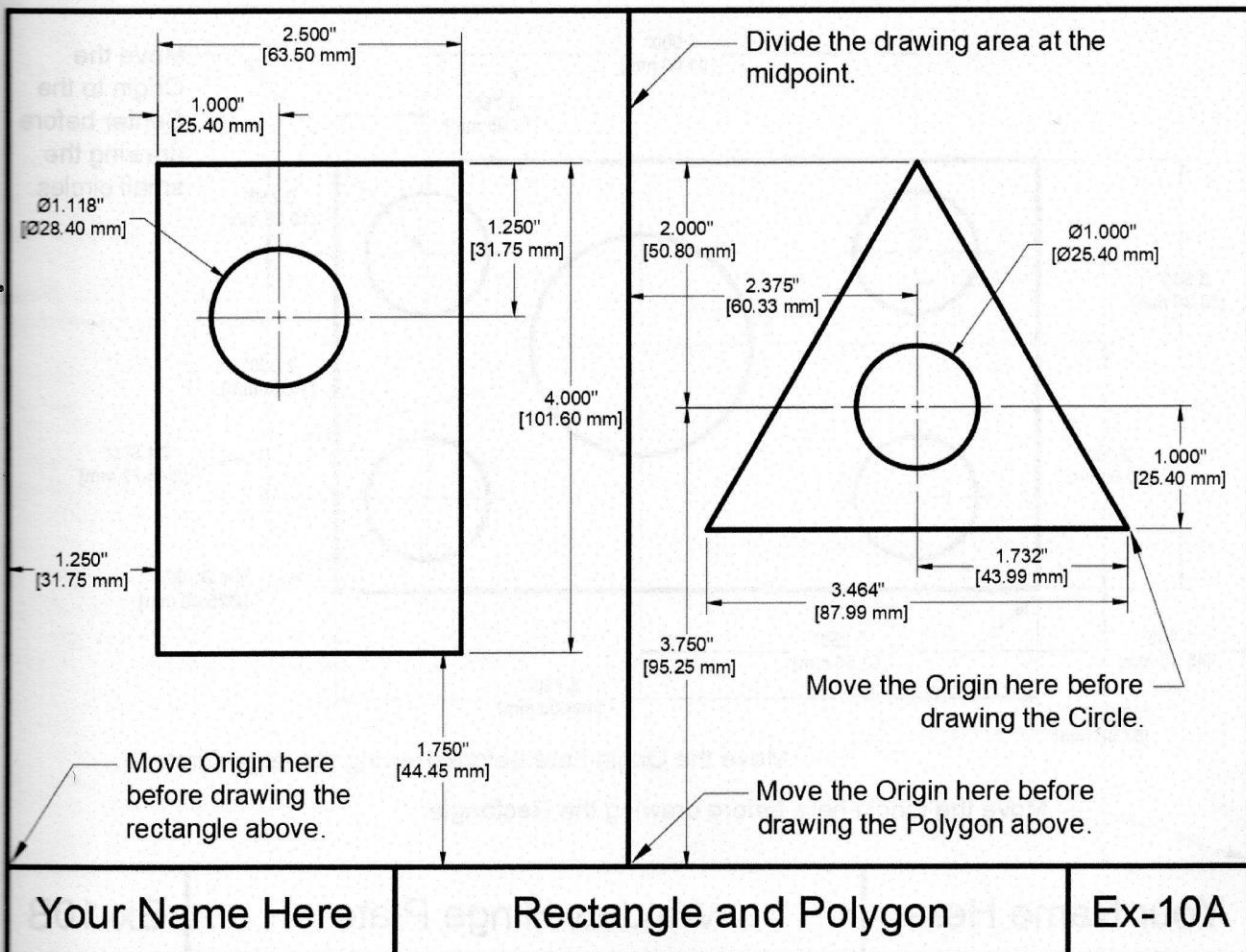 2.500"
[63.50 mm]
1.000"
[25.40 mm]
Ø1.118"
[Ø28.40 mm]
1.250"
[31.75 mm]
4.000"
[101.60 mm]
1.250"
[31.75 mm]
1.750"
[44.45 mm]
Move Origin here
before drawing the
rectangle above.
Divide the drawing area at the
midpoint.
2.000"
[50.80 mm]
2.375"
[60.33 mm]
Ø1.000"
[Ø25.40 mm]
1.000"
[25.40 mm]
1.732"
[43.99 mm]
3.464"
[87.99 mm]
3.750"
[95.25 mm]
Move the Origin here before
drawing the Circle.
Move the Origin here before
drawing the Polygon above.
Your Name Here
Rectangle and Polygon
Ex-10A